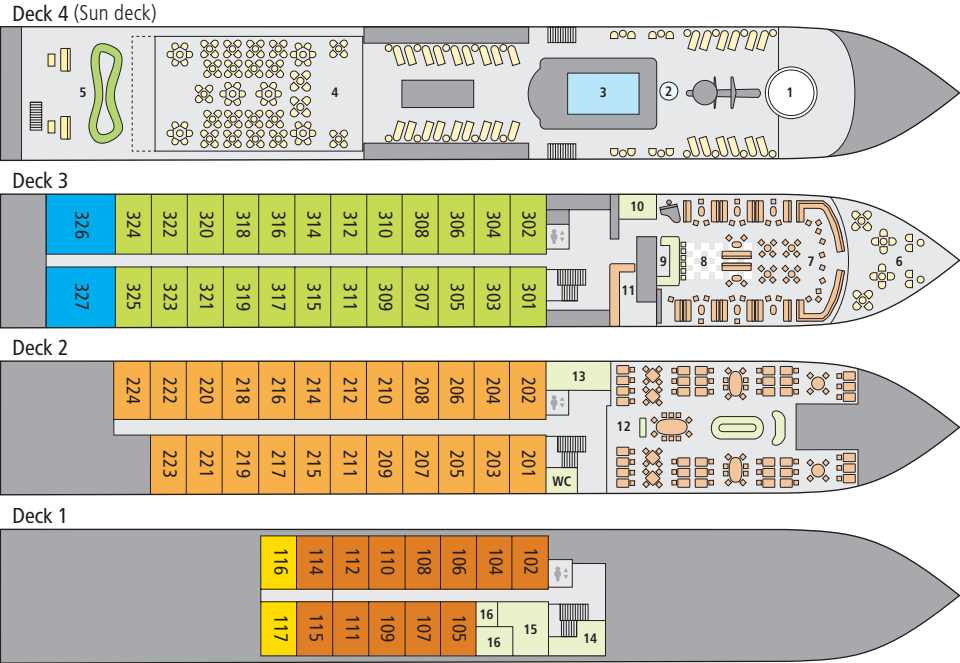 Deck 4 (Sun deck)
5 4 3 2 1
Deck 3
326 324 322 320 318 316 314 312 310 308 306 304 302 10
9 8 7 6
327 325 323 321 319 317 315 311 309 307 305 303 301 11
Deck 2
224 222 220 218 216 214 212 210 208 206 204 202 13
12
223 221 219 217 215 211 209 207 205 203 201 WC
Deck 1
116 114 112 110 108 106 104 102
117 115 111 109 107 105 16 15 14
16